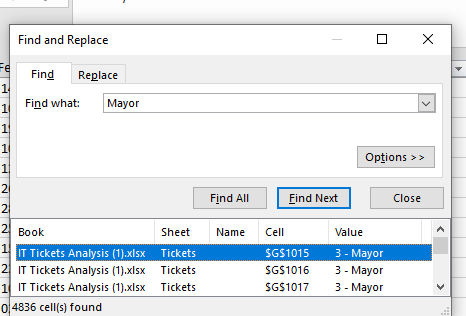 Find and Replace
Find Replace
Find what: Mayor
Options >>
Find All Find Next Close
Book Sheet Name Cell Value
IT Tickets Analysis (1).xlsx Tickets $G$1015 3 - Mayor
IT Tickets Analysis (1).xlsx Tickets $G$1016 3 - Mayor
IT Tickets Analysis (1).xlsx Tickets $G$1017 3 - Mayor
4836 cell(s) found